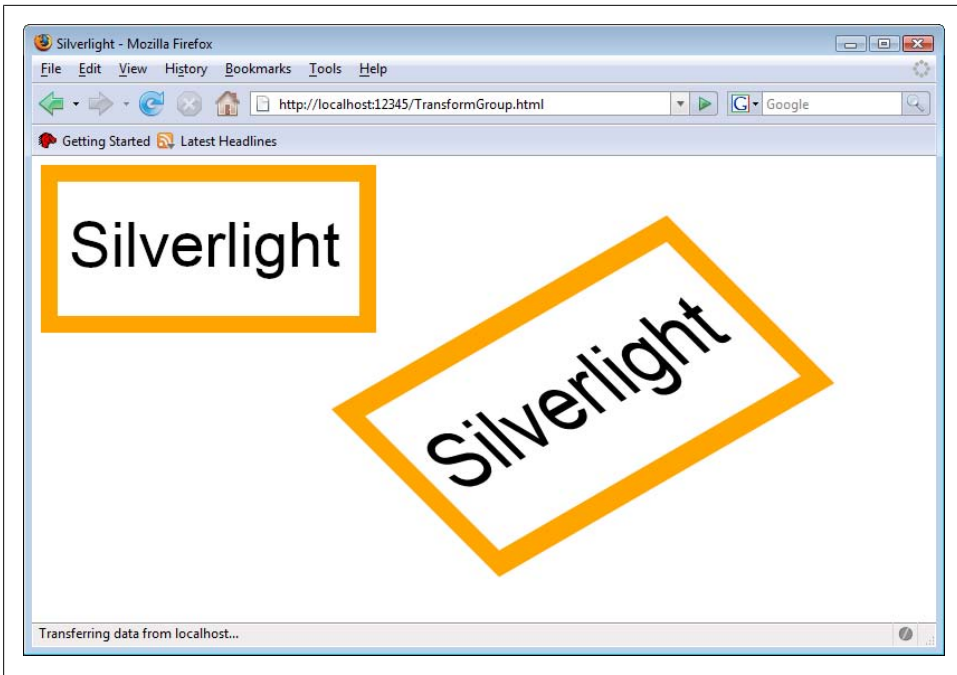 Silverlight - Mozilla Firefox
File Edit View History Bookmarks Tools Help
http://localhost:12345/TransformGroup.html G Google
Getting Started Latest Headlines
Silverlight
Silverlight
Transferring data from localhost...